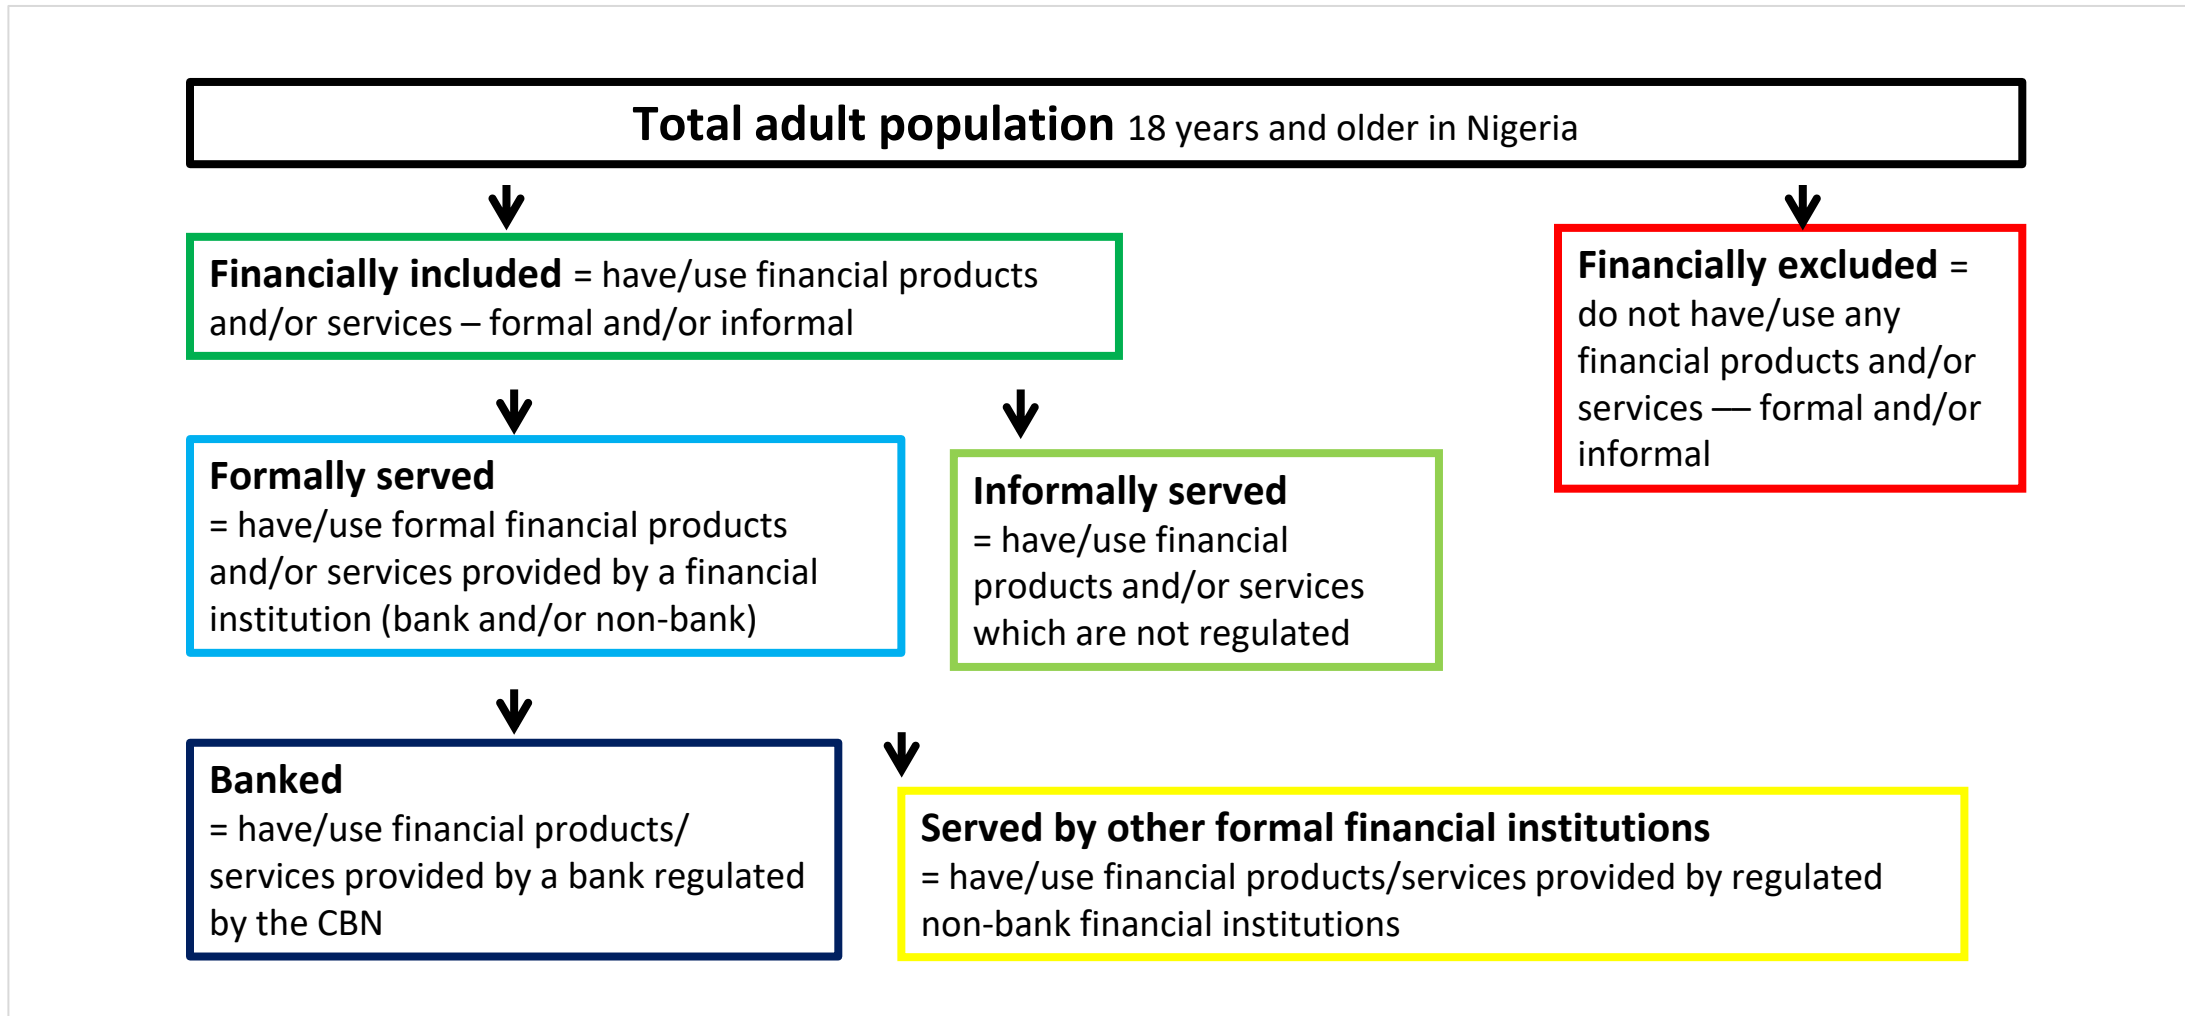 Total adult population 18 years and older in Nigeria
Financially included = have/use financial products
and/or services – formal and/or informal
Financially excluded =
do not have/use any
financial products and/or
services — formal and/or
informal
Formally served
= have/use formal financial products
and/or services provided by a financial
institution (bank and/or non-bank)
Informally served
= have/use financial
products and/or services
which are not regulated
Banked
= have/use financial products/
services provided by a bank regulated
by the CBN
Served by other formal financial institutions
= have/use financial products/services provided by regulated
non-bank financial institutions